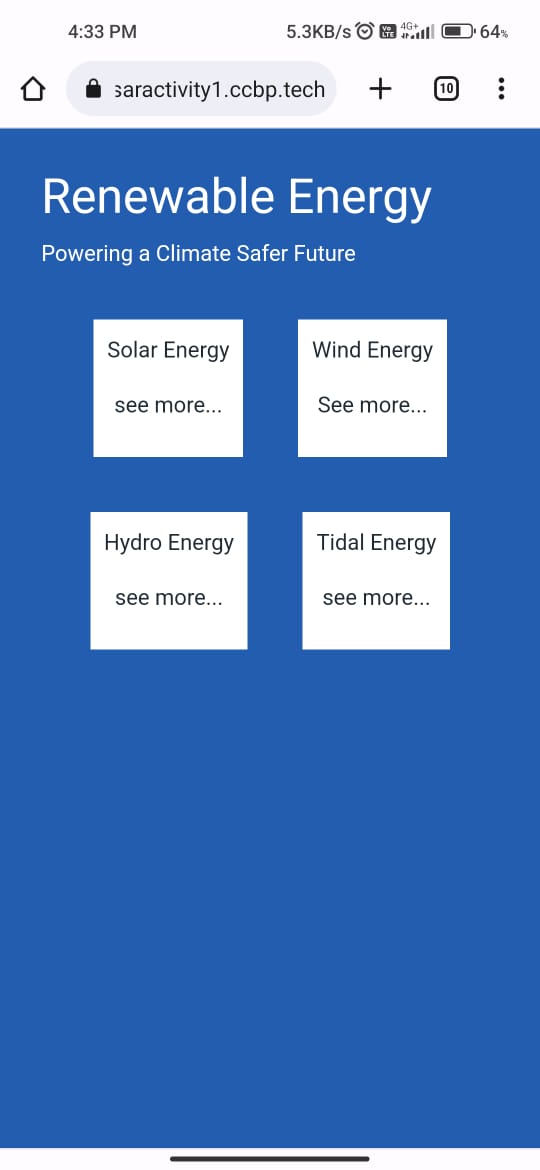 4:33 PM 5.3KB/s Vo LTE 4G+ 64%
saractivity1.ccbp.tech 10
Renewable Energy
Powering a Climate Safer Future
Solar Energy Wind Energy
see more... See more...
Hydro Energy Tidal Energy
see more... see more...